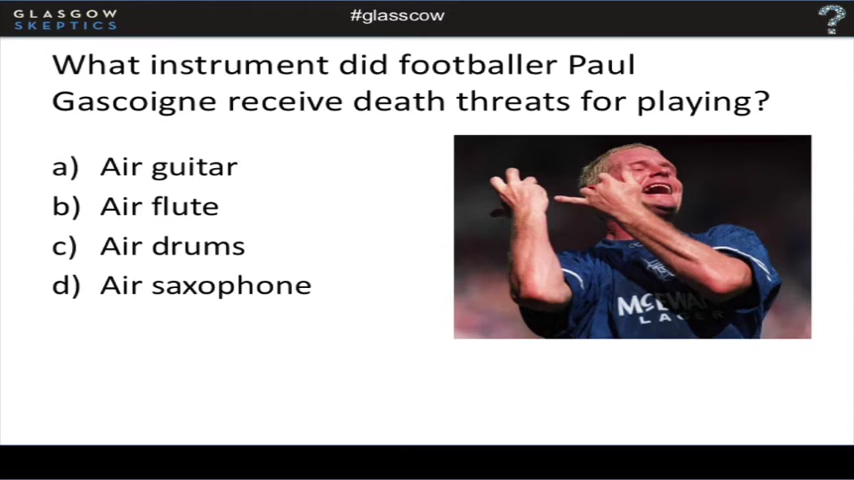 GLASGOW
SKEPTICS
#glasscow
?
What instrument did footballer Paul
Gascoigne receive death threats for playing?
a) Air guitar
b) Air flute
c) Air drums
d) Air saxophone
McEWAN
LAGER